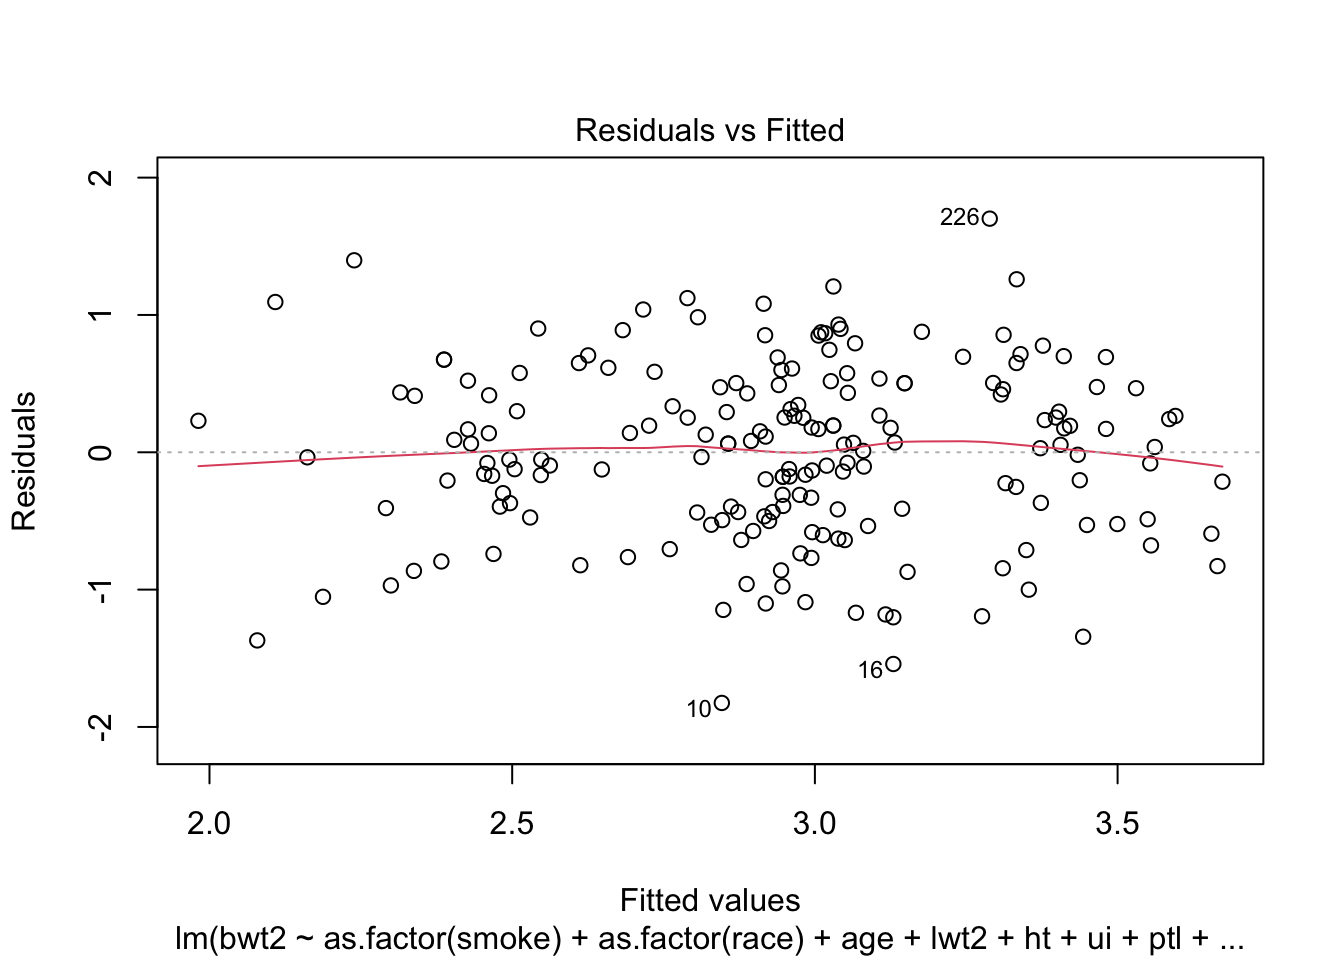 Residuals vs Fitted
Residuals
2
1
0
-1
-2
226
16
10
2.0 2.5 3.0 3.5
Fitted values
lm(bwt2 ~ as.factor(smoke) + as.factor(race) + age + lwt2 + ht + ui + ptl + ...